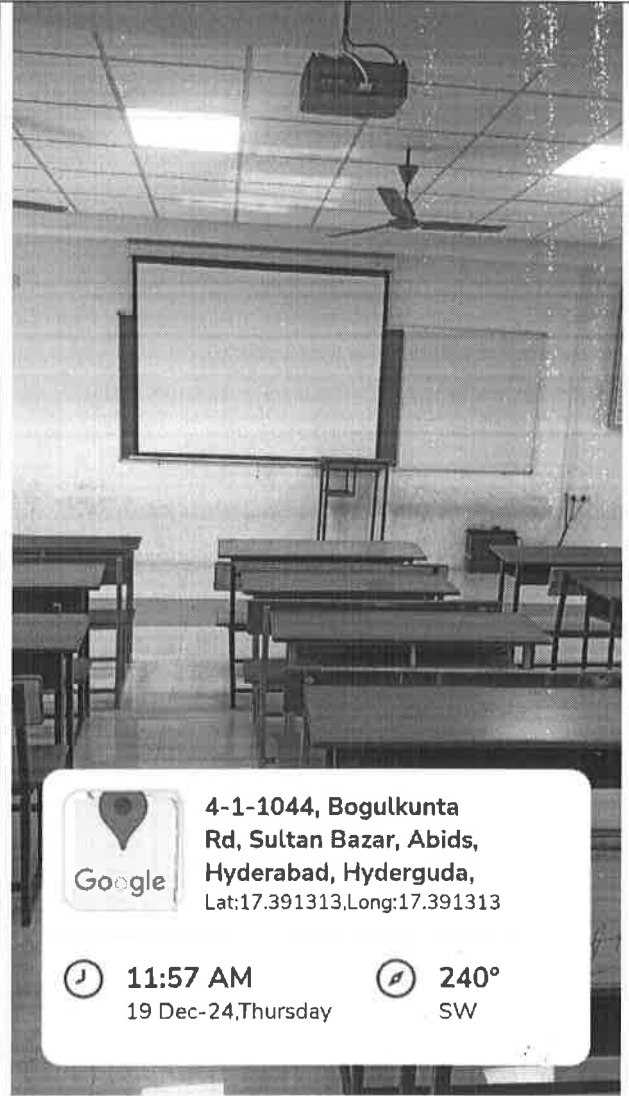 4-1-1044, Bogulkunta
Rd, Sultan Bazar, Abids,
Hyderabad, Hyderguda,
Lat:17.391313,Long:17.391313
Google
11:57 AM
19 Dec-24,Thursday
240°
SW